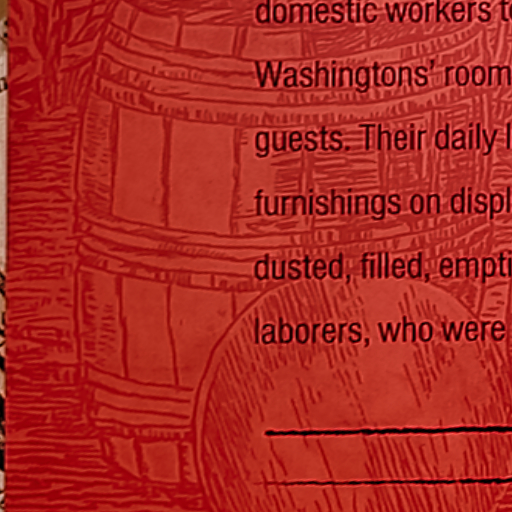 domestic workers
Washingtons' room
guests. Their daily
furnishings on displ
dusted, filled, empti
laborers, who were